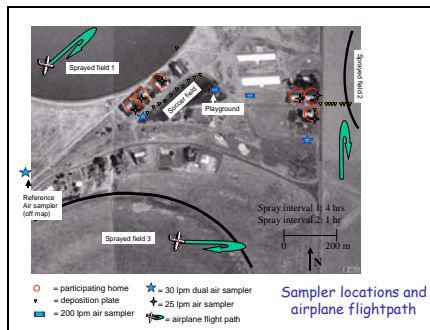 Sprayed field 1
Sprayed field 2
Soccer field
Playground
Reference
Air sampler
(off map)
Spray interval 1: 4 hrs
Spray interval 2: 1 hr
0
200 m
N
Sprayed field 3
= participating home
= deposition plate
= 200 lpm air sampler
= 30 lpm dual air sampler
= 25 lpm air sampler
= airplane flight path
Sampler locations and
airplane flightpath